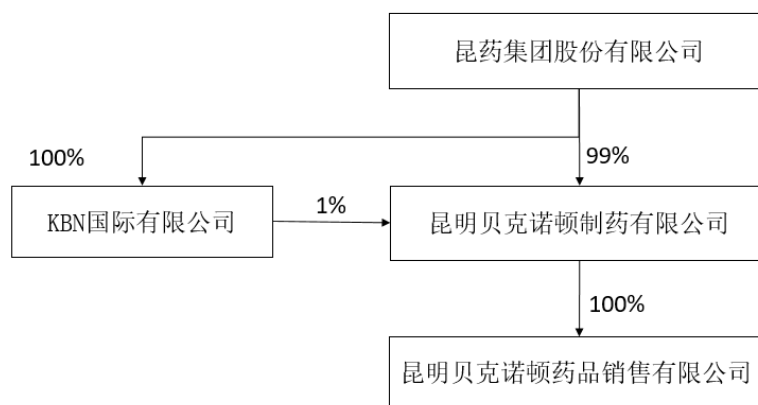 昆药集团股份有限公司
100%
99%
KBN国际有限公司
1%
昆明贝克诺顿制药有限公司
100%
昆明贝克诺顿药品销售有限公司